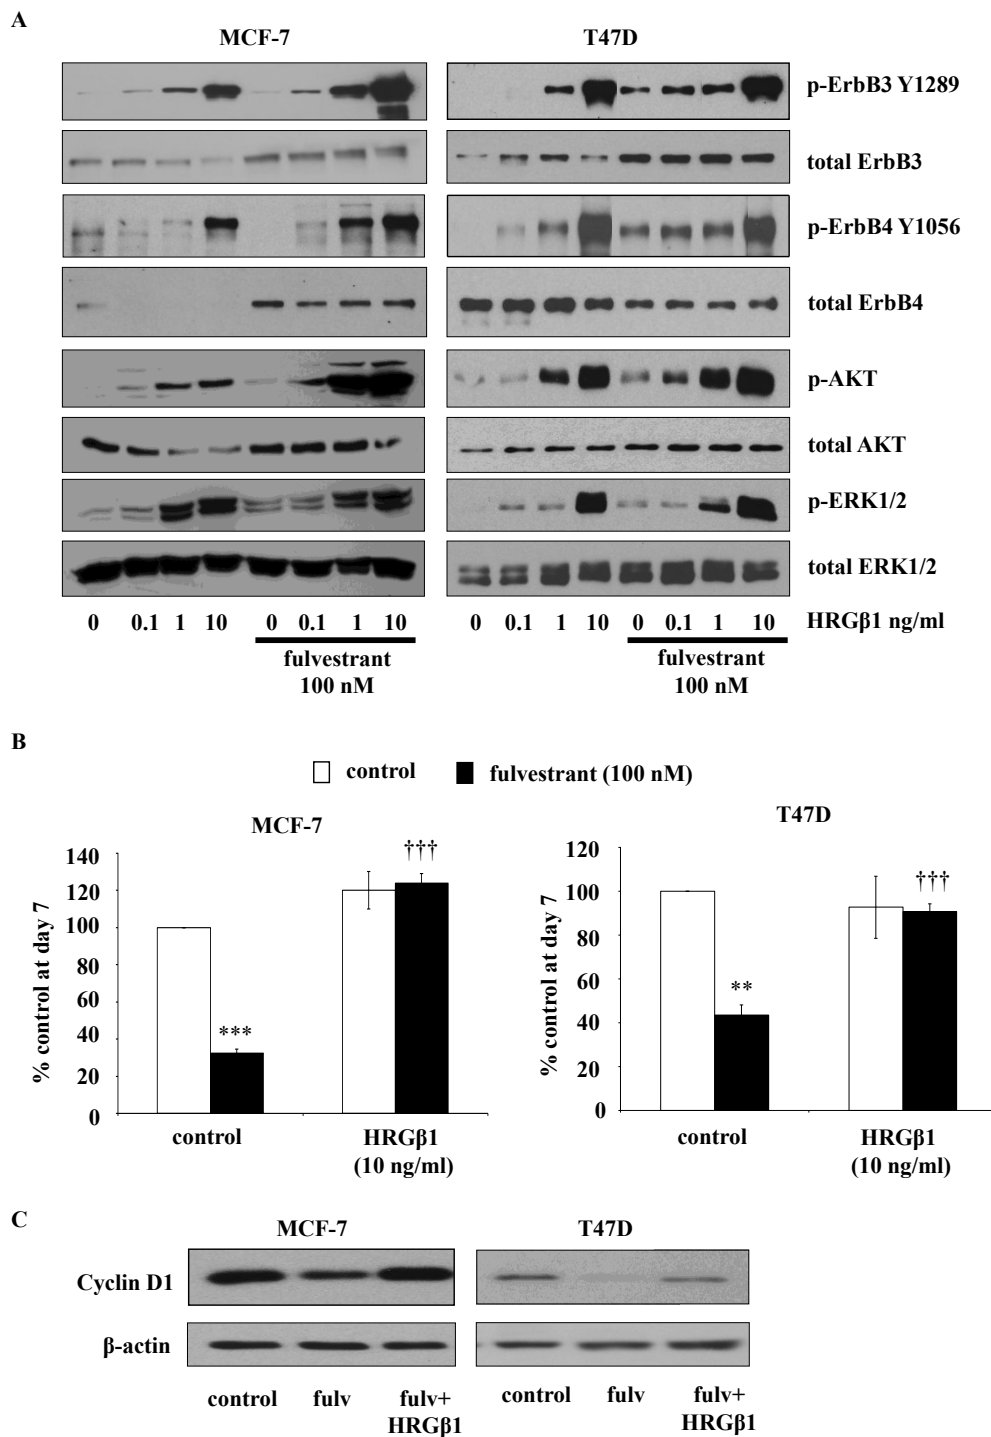 A
MCF-7 T47D
p-ErbB3 Y1289
total ErbB3
p-ErbB4 Y1056
total ErbB4
p-AKT
total AKT
p-ERK1/2
total ERK1/2
0 0.1 1 10 0 0.1 1 10 0 0.1 1 10 0 0.1 1 10 HRGβ1 ng/ml
fulvestrant fulvestrant
100 nM 100 nM
B
control fulvestrant (100 nM)
MCF-7
% control at day 7
140
120
100
80
60
40
20
0
***
†††
control HRGβ1
(10 ng/ml)
T47D
% control at day 7
120
100
80
60
40
20
0
**
†††
control HRGβ1
(10 ng/ml)
C
MCF-7 T47D
Cyclin D1
β-actin
control fulv fulv+ control fulv fulv+
HRGβ1 HRGβ1